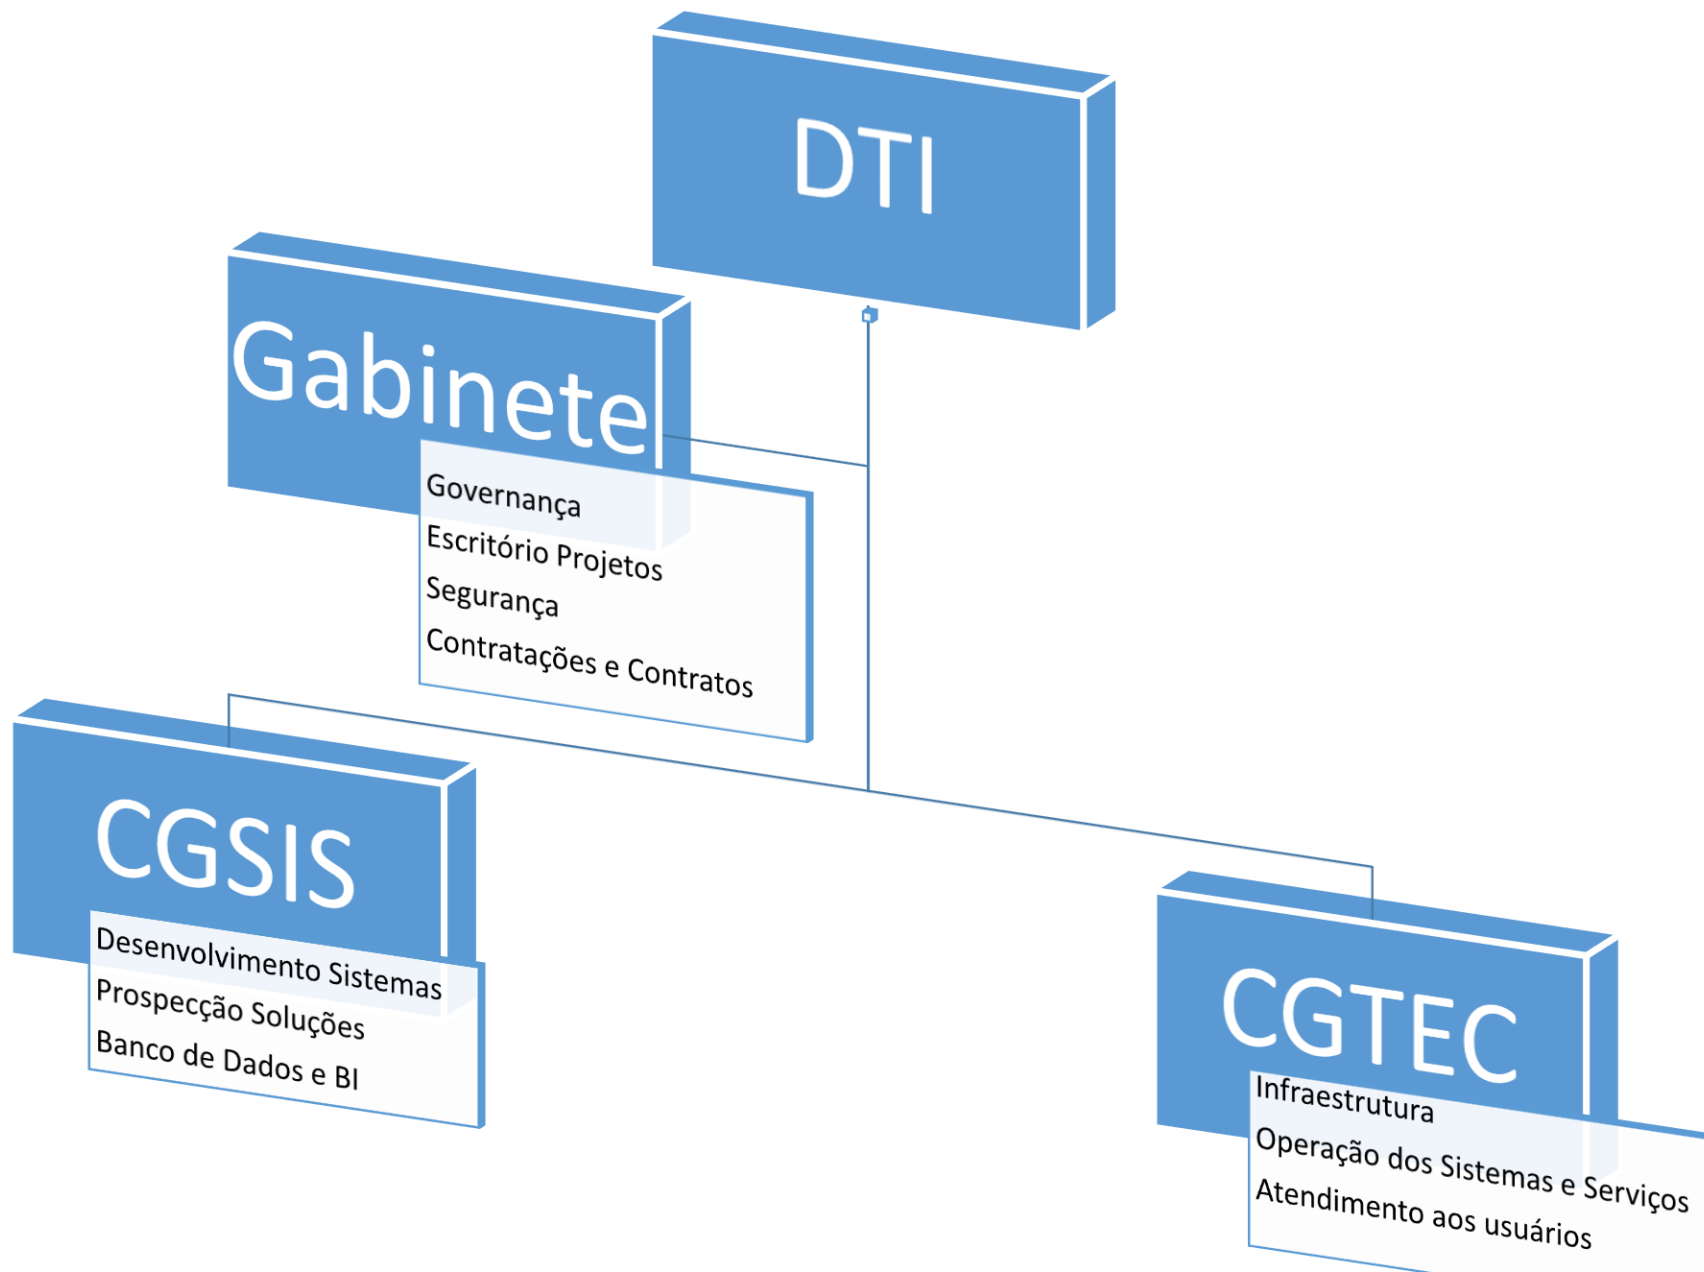 DTI
Gabinete
Governança
Escritório Projetos
Segurança
Contratações e Contratos
CGSIS
Desenvolvimento Sistemas
Prospecção Soluções
Banco de Dados e BI
CGTEC
Infraestrutura
Operação dos Sistemas e Serviços
Atendimento aos usuários